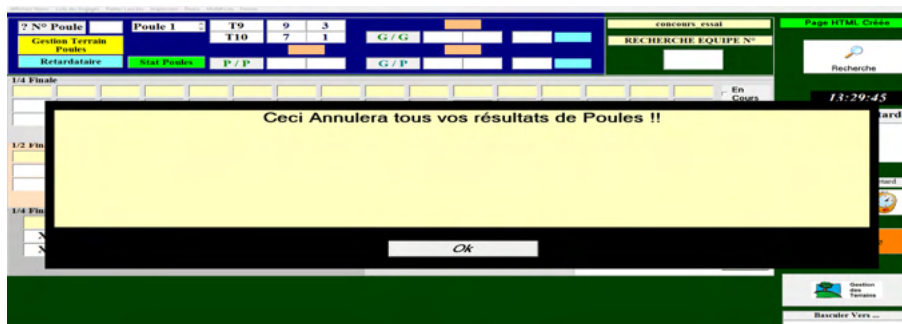 ? N° Poule
Poule 1
T9 9 3
T10 7 1
G / G
concours_essai
Page HTML Créée
Gestion Terrain
Poules
RECHERCHE EQUIPE N°
Retardataire
Stat Poules
P / P
G / P
Recherche
1/4 Finale
En
Cours
13:29:45
Ceci Annulera tous vos résultats de Poules !!
1/2 Fin
1/4 Fin
Ok
Gestion
des
Terrains
Basculer Vers ...